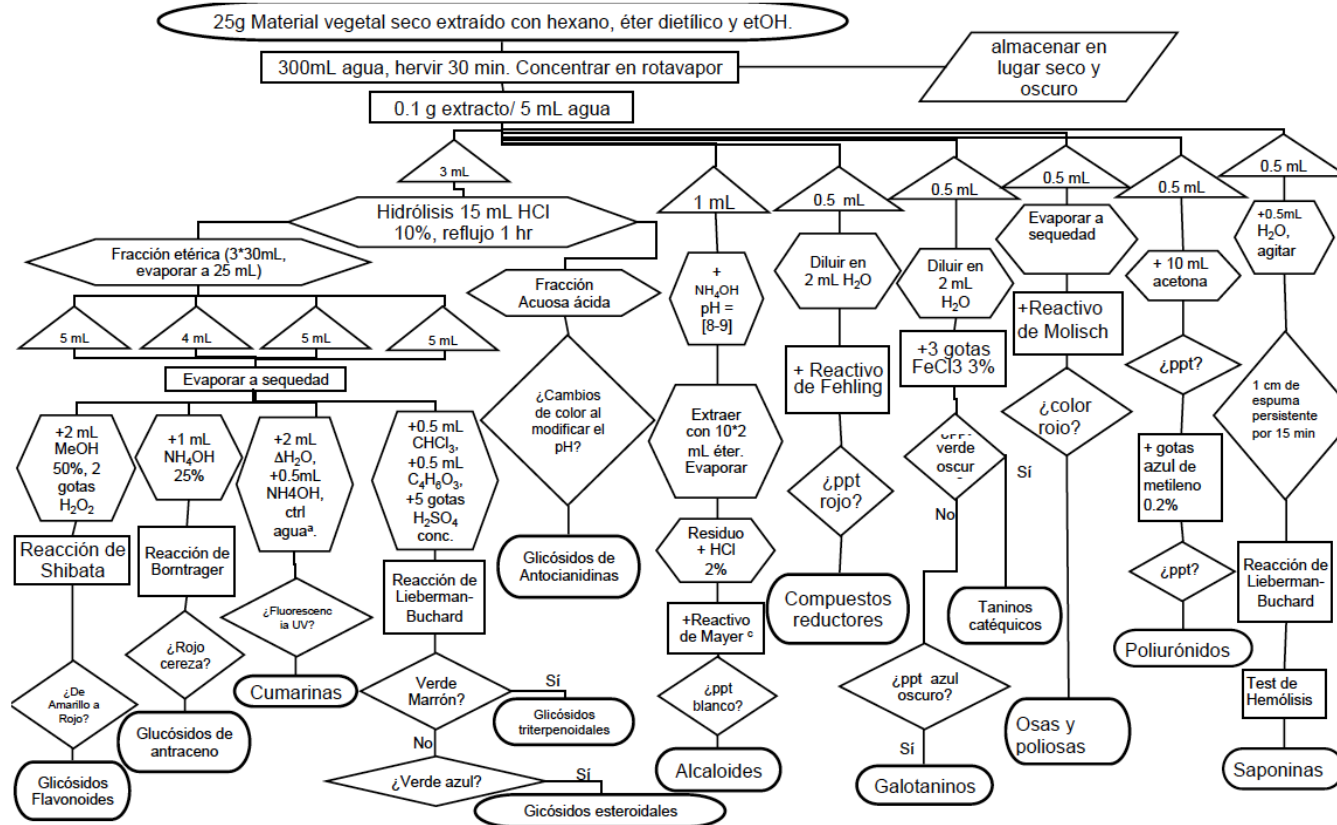 25g Material vegetal seco extraído con hexano, éter dietílico y etOH.
300mL agua, hervir 30 min. Concentrar en rotavapor
almacenar en
lugar seco y
oscuro
0.1 g extracto/ 5 mL agua
3 mL
1 mL
0.5 mL
0.5 mL
0.5 mL
0.5 mL
0.5 mL
Hidrólisis 15 mL HCl
10%, reflujo 1 hr
Fracción etérica (3*30mL,
evaporar a 25 mL)
Fracción
Acuosa ácida
5 mL
4 mL
5 mL
5 mL
Evaporar a sequedad
+2 mL
MeOH
50%, 2
gotas
H₂O₂
Reacción de
Shibata
¿De
Amarillo a
Rojo?
Glicósidos
Flavonoides
+1 mL
NH₄OH
25%
Reacción de
Borntrager
¿Rojo
cereza?
Glucósidos de
antraceno
+2 mL
ΔH₂O,
+0.5mL
NH4OH,
ctrl
aguaª.
¿Fluorescenc
ia UV?
Cumarinas
+0.5 mL
CHCl₃,
+0.5 mL
C₄H₆O₃,
+5 gotas
H₂SO₄
conc.
Reacción de
Lieberman-
Buchard
Verde
Marrón?
Sí
Glicósidos
triterpenoidales
No
¿Verde azul?
Sí
Gicósidos esteroidales
¿Cambios
de color al
modificar el
pH?
Glicósidos de
Antocianidinas
+
NH₄OH
pH =
[8-9]
Extraer
con 10*2
mL éter.
Evaporar
Residuo
+ HCl
2%
+Reactivo
de Mayer ᶜ
¿ppt
blanco?
Alcaloides
Diluir en
2 mL H₂O
+ Reactivo
de Fehling
¿ppt
rojo?
Compuestos
reductores
Diluir en
2 mL
H₂O
+3 gotas
FeCl3 3%
verde
oscur
Sí
Taninos
catéquicos
No
¿ppt azul
oscuro?
Sí
Galotaninos
Evaporar a
sequedad
+Reactivo
de Molisch
¿color
rojo?
Osas y
poliosas
+ 10 mL
acetona
¿ppt?
+ gotas
azul de
metileno
0.2%
¿ppt?
Poliurónidos
+0.5mL
H₂O,
agitar
1 cm de
espuma
persistente
por 15 min
Reacción de
Lieberman-
Buchard
Test de
Hemólisis
Saponinas